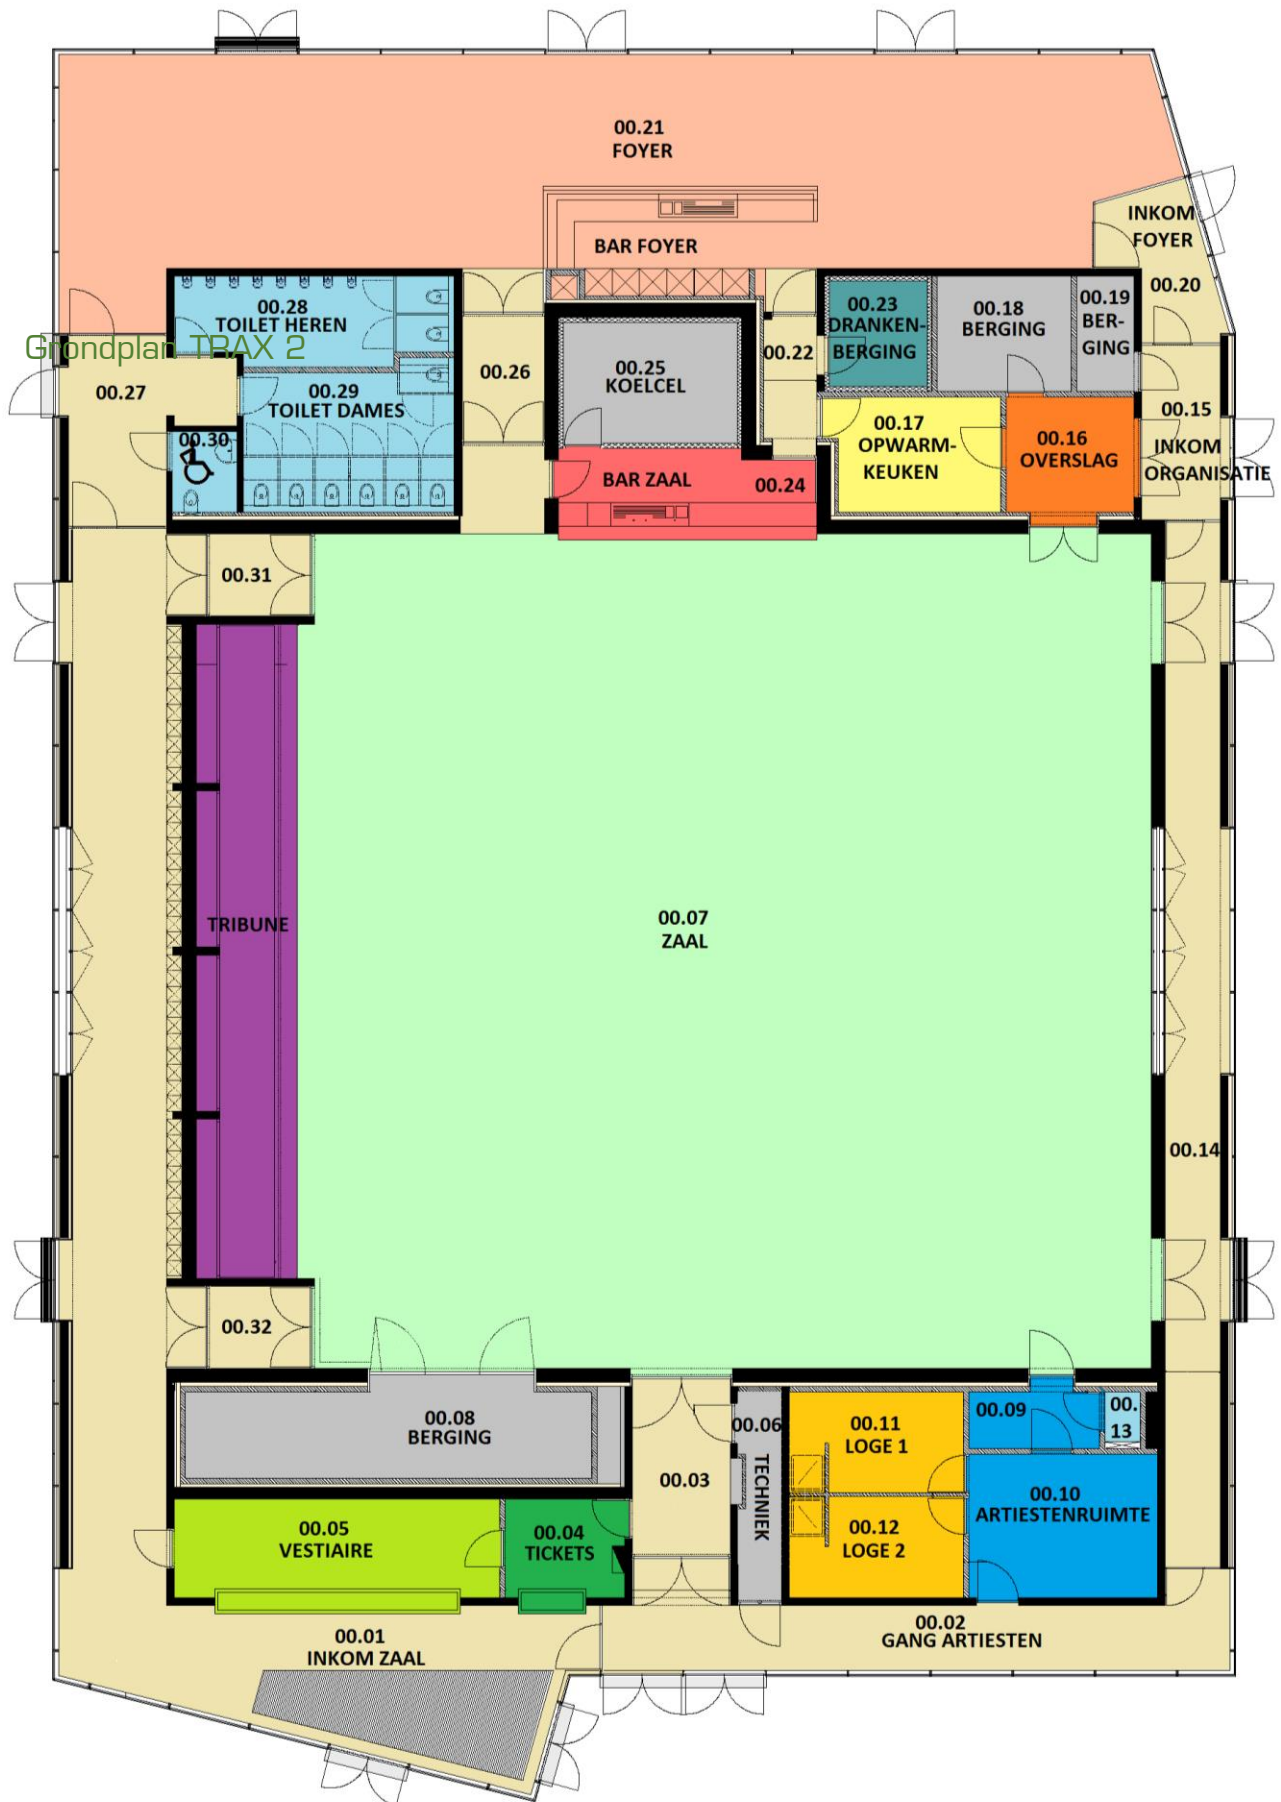 00.21
FOYER
INKOM
FOYER
BAR FOYER
00.20
00.28
TOILET HEREN
00.23
DRANKEN-
BERGING
00.18
BERGING
00.19
BER-
GING
Grondplan TRAX 2
00.22
00.25
KOELCEL
00.26
00.27
00.29
TOILET DAMES
00.15
INKOM
ORGANISATIE
00.17
OPWARM-
KEUKEN
00.16
OVERSLAG
00.30
BAR ZAAL
00.24
00.31
TRIBUNE
00.07
ZAAL
00.14
00.32
00.08
BERGING
00.06
TECHNIEK
00.11
LOGE 1
00.09
00.
13
00.03
00.10
ARTIESTENRUIMTE
00.05
VESTIAIRE
00.04
TICKETS
00.12
LOGE 2
00.01
INKOM ZAAL
00.02
GANG ARTIESTEN